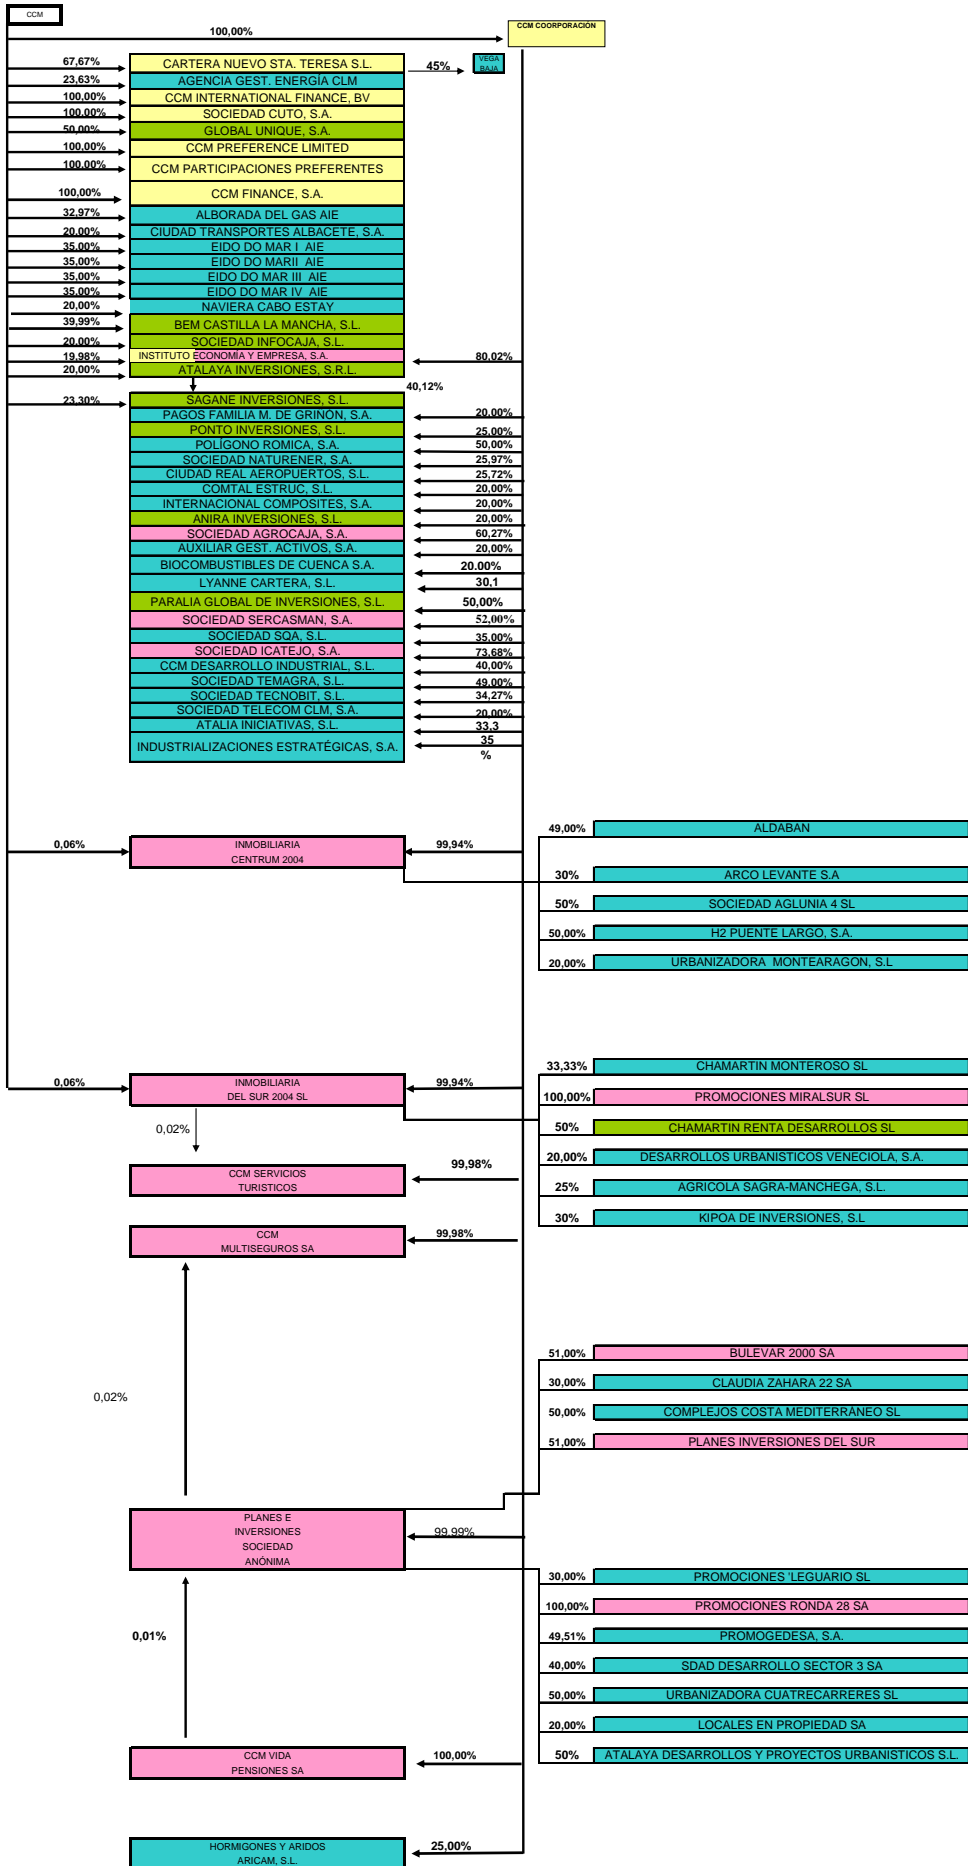 CCM
100,00%
CCM COORPORACIÓN
67,67%
CARTERA NUEVO STA. TERESA S.L.
45%
VEGA
BAJA
23,63%
AGENCIA GEST. ENERGÍA CLM
100,00%
CCM INTERNATIONAL FINANCE, BV
100,00%
SOCIEDAD CUTO, S.A.
50,00%
GLOBAL UNIQUE, S.A.
100,00%
CCM PREFERENCE LIMITED
100,00%
CCM PARTICIPACIONES PREFERENTES
100,00%
CCM FINANCE, S.A.
32,97%
ALBORADA DEL GAS AIE
20,00%
CIUDAD TRANSPORTES ALBACETE, S.A.
35,00%
EIDO DO MAR I AIE
35,00%
EIDO DO MARII AIE
35,00%
EIDO DO MAR III AIE
35,00%
EIDO DO MAR IV AIE
20,00%
NAVIERA CABO ESTAY
39,99%
BEM CASTILLA LA MANCHA, S.L.
20,00%
SOCIEDAD INFOCAJA, S.L.
19,98%
INSTITUTO ECONOMÍA Y EMPRESA, S.A.
80,02%
20,00%
ATALAYA INVERSIONES, S.R.L.
40,12%
23,30%
SAGANE INVERSIONES, S.L.
PAGOS FAMILIA M. DE GRIÑÓN, S.A.
20,00%
PONTO INVERSIONES, S.L.
25,00%
POLÍGONO ROMICA, S.A.
50,00%
SOCIEDAD NATURENER, S.A.
25,97%
CIUDAD REAL AEROPUERTOS, S.L.
25,72%
COMTAL ESTRUC, S.L.
20,00%
INTERNACIONAL COMPOSITES, S.A.
20,00%
ANIRA INVERSIONES, S.L.
20,00%
SOCIEDAD AGROCAJA, S.A.
60,27%
AUXILIAR GEST. ACTIVOS, S.A.
20,00%
BIOCOMBUSTIBLES DE CUENCA S.A.
20.00%
LYANNE CARTERA, S.L.
30,1
PARALIA GLOBAL DE INVERSIONES, S.L.
50,00%
SOCIEDAD SERCASMAN, S.A.
52,00%
SOCIEDAD SQA, S.L.
35,00%
SOCIEDAD ICATEJO, S.A.
73,68%
CCM DESARROLLO INDUSTRIAL, S.L.
40,00%
SOCIEDAD TEMAGRA, S.L.
49,00%
SOCIEDAD TECNOBIT, S.L.
34,27%
SOCIEDAD TELECOM CLM, S.A.
20,00%
ATALIA INICIATIVAS, S.L.
33,3
INDUSTRIALIZACIONES ESTRATÉGICAS, S.A.
35
%
0,06%
INMOBILIARIA
CENTRUM 2004
99,94%
49,00%
ALDABAN
30%
ARCO LEVANTE S.A
50%
SOCIEDAD AGLUNIA 4 SL
50,00%
H2 PUENTE LARGO, S.A.
20,00%
URBANIZADORA MONTEARAGON, S.L
0,06%
INMOBILIARIA
DEL SUR 2004 SL
99,94%
33,33%
CHAMARTIN MONTEROSO SL
100,00%
PROMOCIONES MIRALSUR SL
50%
CHAMARTIN RENTA DESARROLLOS SL
20,00%
DESARROLLOS URBANISTICOS VENECIOLA, S.A.
25%
AGRICOLA SAGRA-MANCHEGA, S.L.
30%
KIPOA DE INVERSIONES, S.L
0,02%
CCM SERVICIOS
TURISTICOS
99,98%
CCM
MULTISEGUROS SA
99,98%
0,02%
51,00%
BULEVAR 2000 SA
30,00%
CLAUDIA ZAHARA 22 SA
50,00%
COMPLEJOS COSTA MEDITERRÁNEO SL
51,00%
PLANES INVERSIONES DEL SUR
PLANES E
INVERSIONES
SOCIEDAD
ANÓNIMA
99,99%
30,00%
PROMOCIONES 'LEGUARIO SL
100,00%
PROMOCIONES RONDA 28 SA
49,51%
PROMOGEDESA, S.A.
40,00%
SDAD DESARROLLO SECTOR 3 SA
50,00%
URBANIZADORA CUATRECARRERES SL
20,00%
LOCALES EN PROPIEDAD SA
50%
ATALAYA DESARROLLOS Y PROYECTOS URBANISTICOS S.L.
0,01%
CCM VIDA
PENSIONES SA
100,00%
HORMIGONES Y ARIDOS
ARICAM, S.L.
25,00%